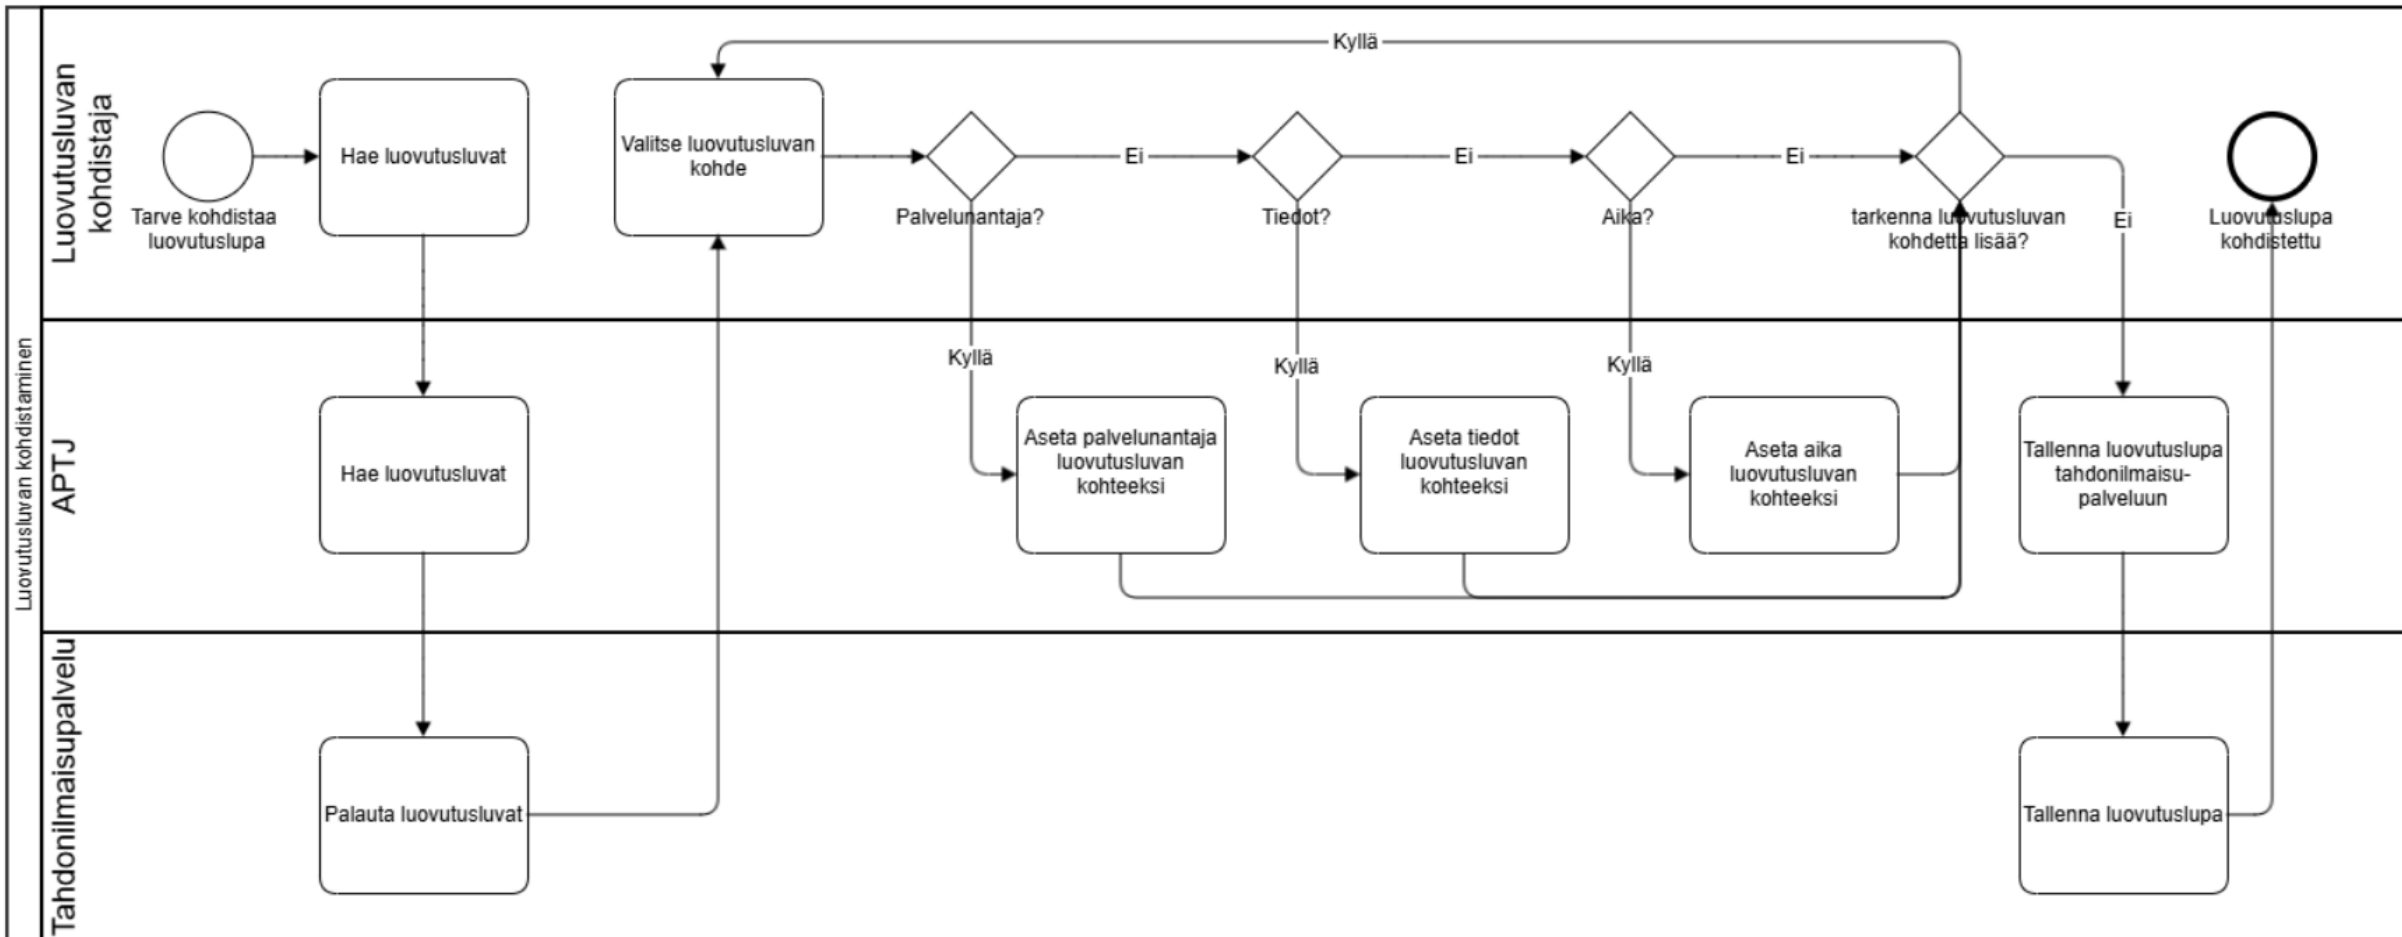 Luovutusluvan kohdistaminen
Luovutusluvan
kohdistaja
Tarve kohdistaa
luovutuslupa
Hae luovutusluvat
Valitse luovutusluvan
kohde
Kyllä
Palvelunantaja?
Ei
Tiedot?
Ei
Aika?
Ei
tarkenna luovutusluvan
kohdetta lisää?
Ei
Luovutuslupa
kohdistettu
APTJ
Hae luovutusluvat
Kyllä
Aseta palvelunantaja
luovutusluvan
kohteeksi
Kyllä
Aseta tiedot
luovutusluvan
kohteeksi
Kyllä
Aseta aika
luovutusluvan
kohteeksi
Tallenna luovutuslupa
tahdonilmaisu-
palveluun
Tahdonilmaisupalvelu
Palauta luovutusluvat
Tallenna luovutuslupa